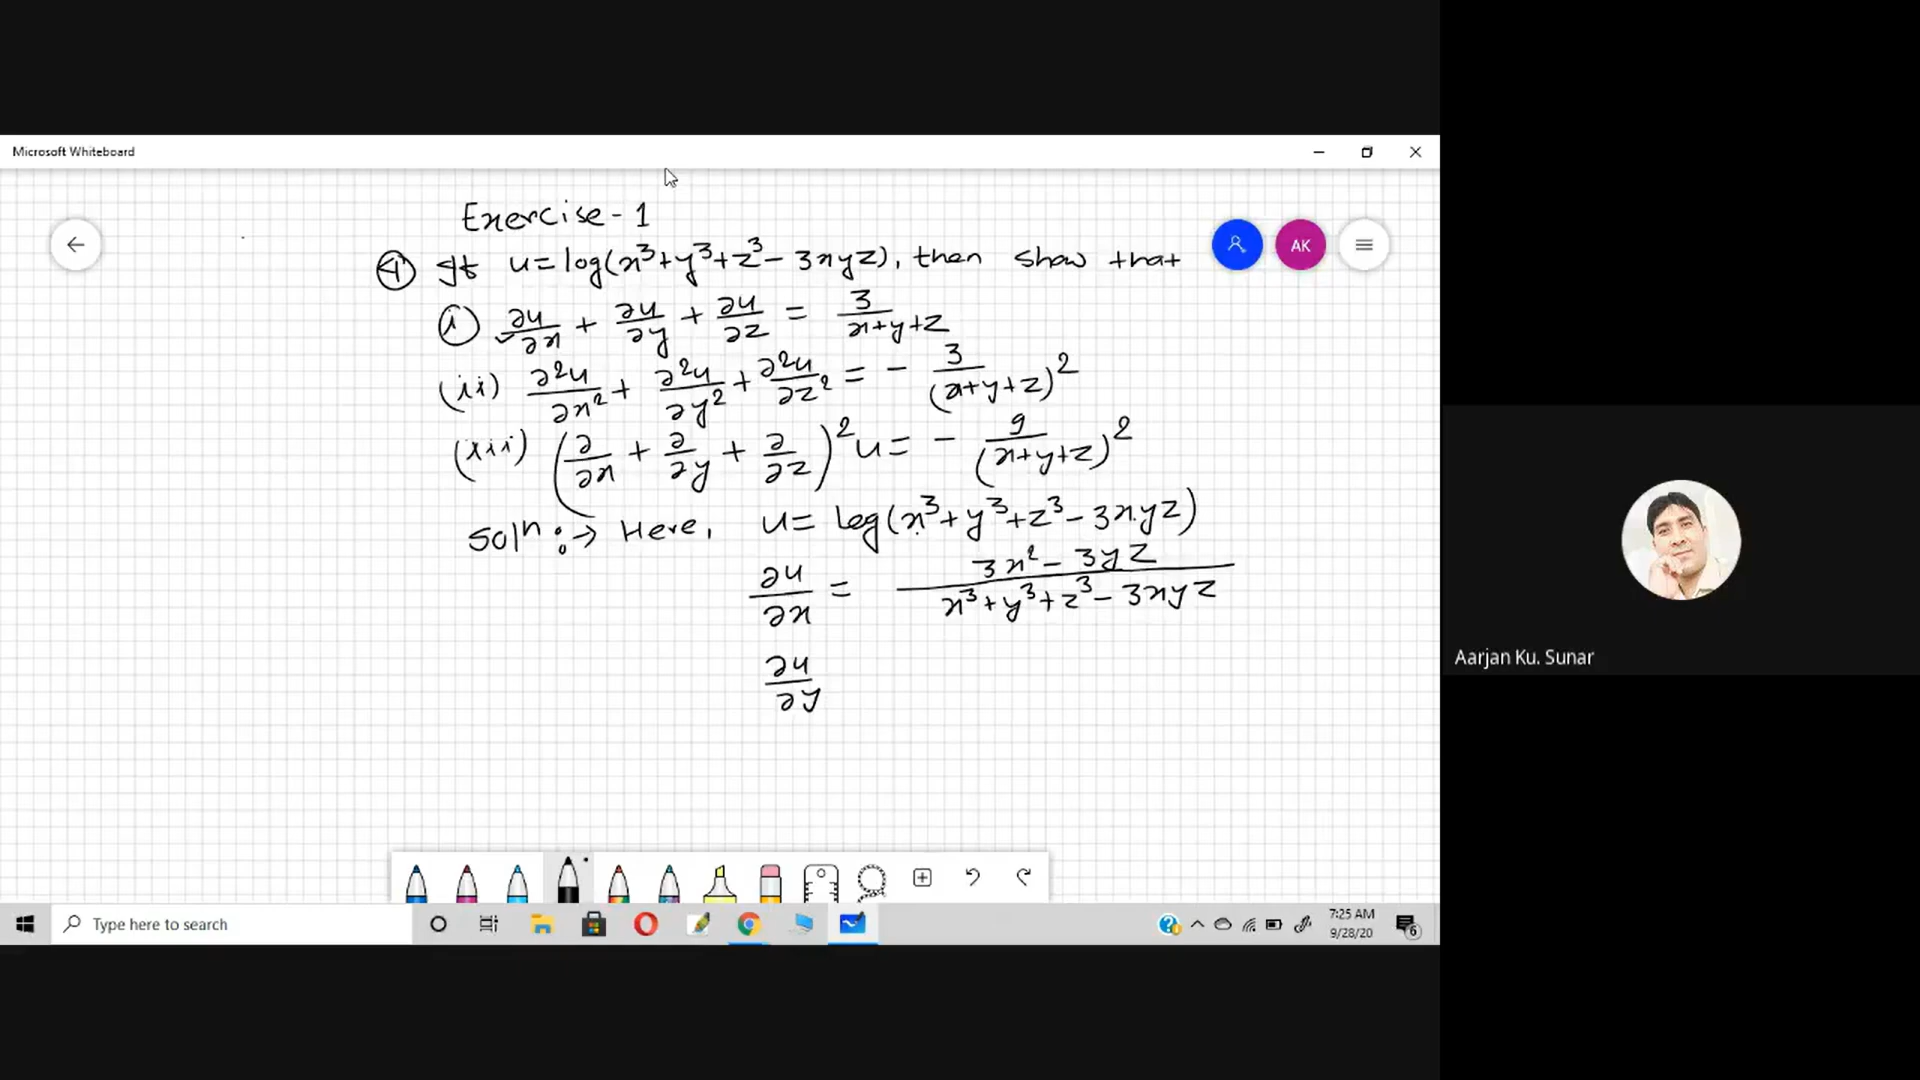 Microsoft Whiteboard
Exercise - 1
④ If u = log(x³+y³+z³ - 3xyz), then show that
AK
(i) ∂u/∂x + ∂u/∂y + ∂u/∂z = 3/(x+y+z)
(ii) ∂²u/∂x² + ∂²u/∂y² + ∂²u/∂z² = - 3/(x+y+z)²
(iii) (∂/∂x + ∂/∂y + ∂/∂z)² u = - 9/(x+y+z)²
Soln :→ Here, u = log(x³+y³+z³ - 3xyz)
∂u/∂x = (3x² - 3yz)/(x³+y³+z³ - 3xyz)
∂u/∂y
Aarjan Ku. Sunar
Type here to search
7:25 AM
9/28/20
6